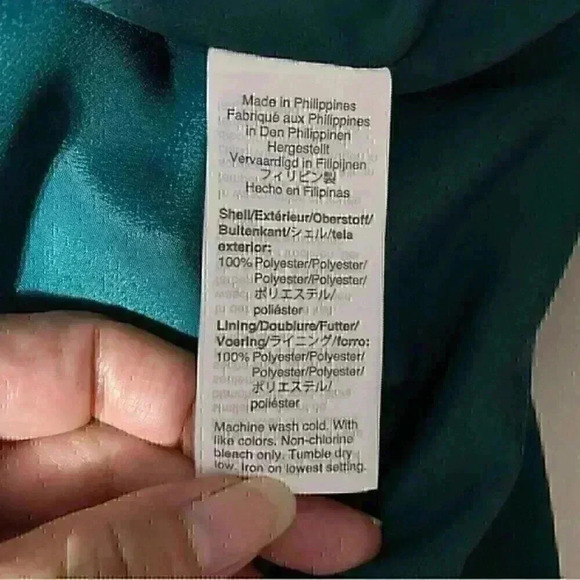 Made in Philippines
Fabriqué aux Philippines
in Den Philippinen
Hergestellt
Vervaardigd in Filipijnen
フィリピン製
Hecho en Filipinas
Shell/Extérieur/Oberstoff/
Buitenkant/シェル/tela
exterior:
100% Polyester/Polyester/
Polyester/Polyester/
ポリエステル/
poliéster
Lining/Doublure/Futter/
Voering/ライニング/forro:
100% Polyester/Polyester/
Polyester/Polyester/
ポリエステル/
poliéster
Machine wash cold. With
like colors. Non-chlorine
bleach only. Tumble dry
low. Iron on lowest setting.